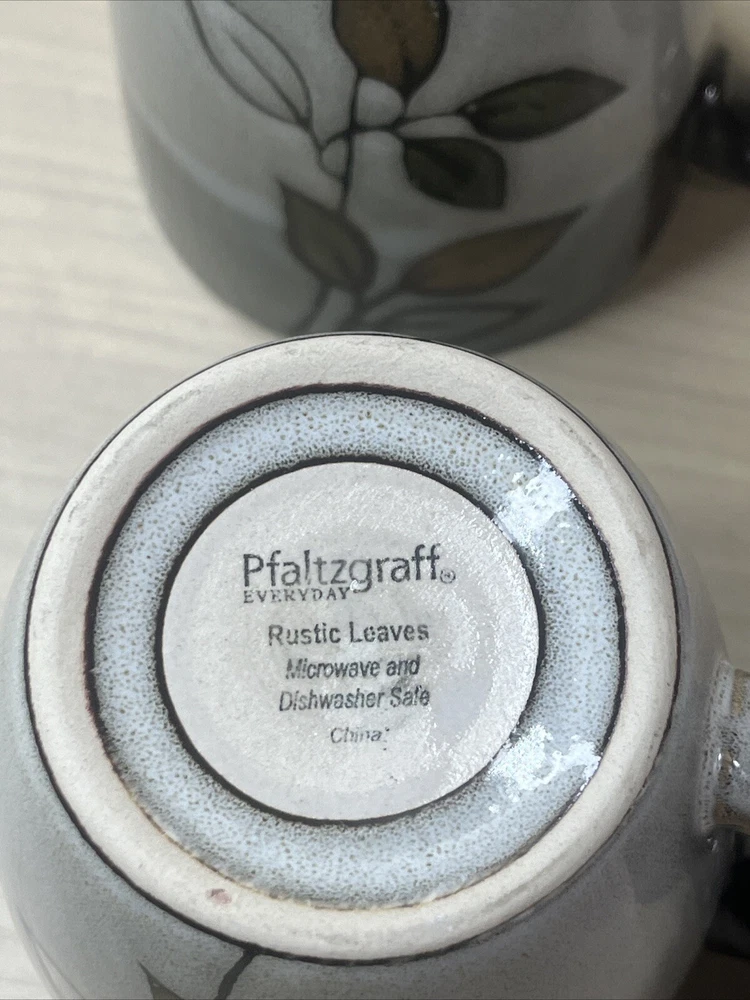 Pfaltzgraff®
EVERYDAY
Rustic Leaves
Microwave and
Dishwasher Safe
China